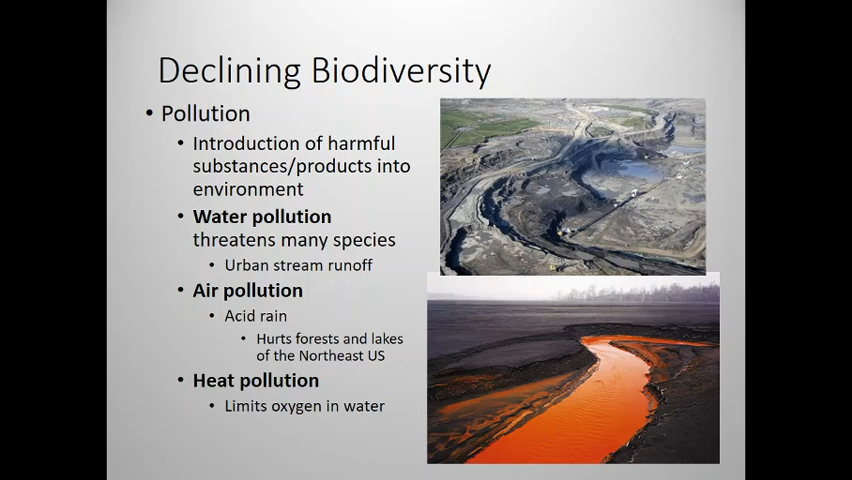 Declining Biodiversity
• Pollution
• Introduction of harmful
substances/products into
environment
• Water pollution
threatens many species
• Urban stream runoff
• Air pollution
• Acid rain
• Hurts forests and lakes
of the Northeast US
• Heat pollution
• Limits oxygen in water